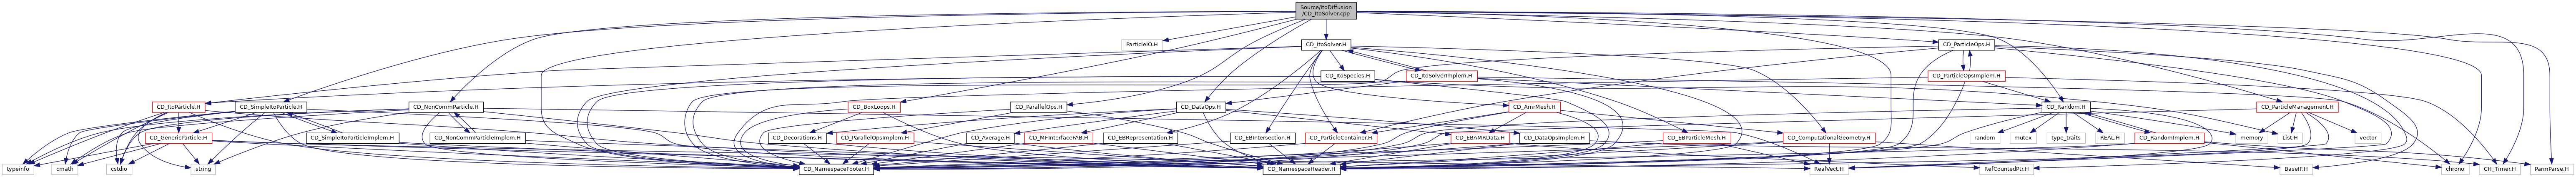 Source/ItoDiffusion
/CD_ItoSolver.cpp
ParticleIO.H
CD_ItoSolver.H
CD_ParticleOps.H
CD_ItoSpecies.H
CD_ItoSolverImplem.H
CD_ParticleOpsImplem.H
CD_ItoParticle.H
CD_SimpleItoParticle.H
CD_NonCommParticle.H
CD_BoxLoops.H
CD_ParallelOps.H
CD_DataOps.H
CD_AmrMesh.H
CD_Random.H
CD_ParticleManagement.H
CD_GenericParticle.H
CD_SimpleItoParticleImplem.H
CD_NonCommParticleImplem.H
CD_Decorations.H
CD_ParallelOpsImplem.H
CD_Average.H
CD_MFInterfaceFAB.H
CD_EBRepresentation.H
CD_EBIntersection.H
CD_ParticleContainer.H
CD_EBAMRData.H
CD_DataOpsImplem.H
CD_EBParticleMesh.H
CD_ComputationalGeometry.H
random
mutex
type_traits
REAL.H
CD_RandomImplem.H
memory
List.H
vector
typeinfo
cmath
cstdio
string
CD_NamespaceFooter.H
CD_NamespaceHeader.H
RealVect.H
RefCountedPtr.H
BaseIF.H
chrono
CH_Timer.H
ParmParse.H